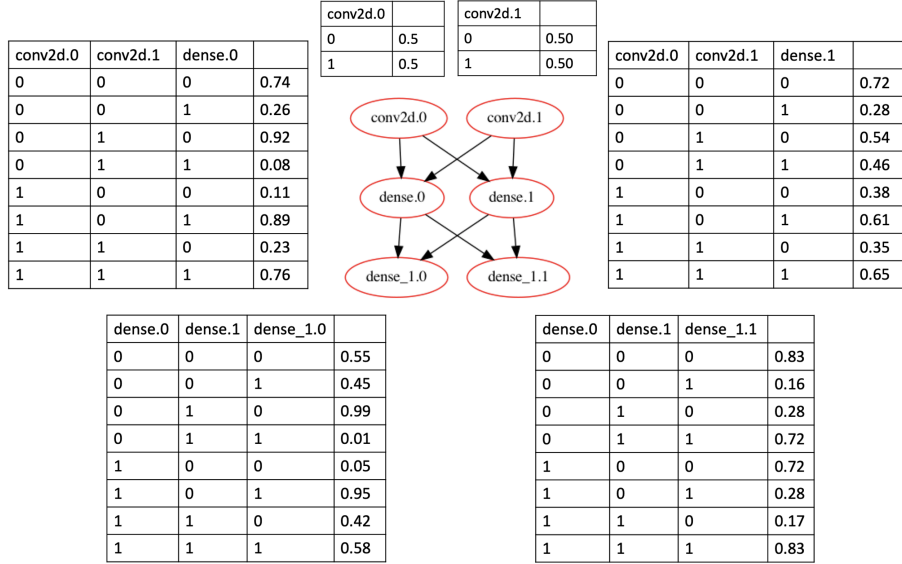 conv2d.0
0 0.5
1 0.5
conv2d.1
0 0.50
1 0.50
conv2d.0 conv2d.1 dense.0
0 0 0 0.74
0 0 1 0.26
0 1 0 0.92
0 1 1 0.08
1 0 0 0.11
1 0 1 0.89
1 1 0 0.23
1 1 1 0.76
conv2d.0 conv2d.1
dense.0 dense.1
dense_1.0 dense_1.1
conv2d.0 conv2d.1 dense.1
0 0 0 0.72
0 0 1 0.28
0 1 0 0.54
0 1 1 0.46
1 0 0 0.38
1 0 1 0.61
1 1 0 0.35
1 1 1 0.65
dense.0 dense.1 dense_1.0
0 0 0 0.55
0 0 1 0.45
0 1 0 0.99
0 1 1 0.01
1 0 0 0.05
1 0 1 0.95
1 1 0 0.42
1 1 1 0.58
dense.0 dense.1 dense_1.1
0 0 0 0.83
0 0 1 0.16
0 1 0 0.28
0 1 1 0.72
1 0 0 0.72
1 0 1 0.28
1 1 0 0.17
1 1 1 0.83